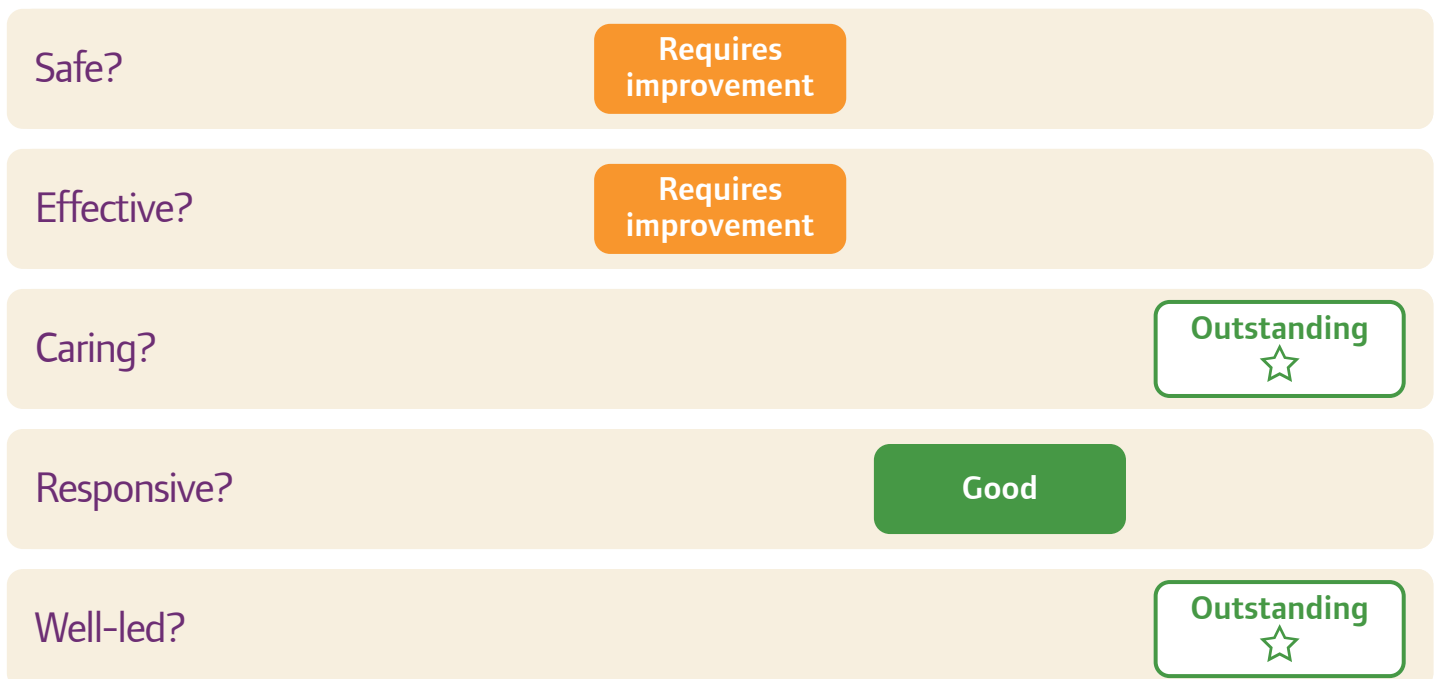 Safe?
Requires
improvement
Effective?
Requires
improvement
Caring?
Outstanding
Responsive?
Good
Well-led?
Outstanding